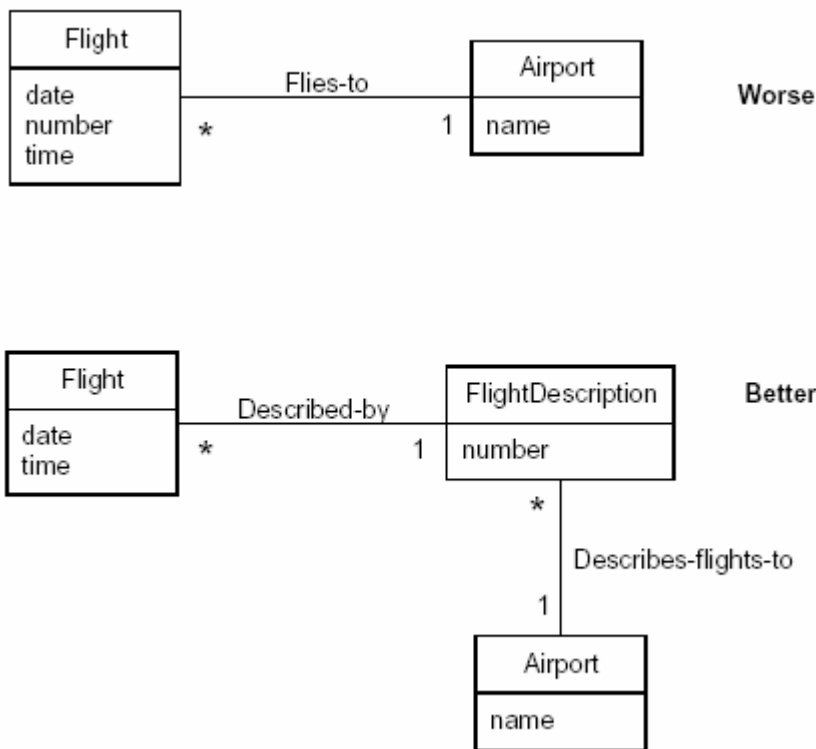 Flight
date
number
time
Flies-to
*
1
Airport
name
Worse
Flight
date
time
Described-by
*
1
FlightDescription
number
Better
*
Describes-flights-to
1
Airport
name